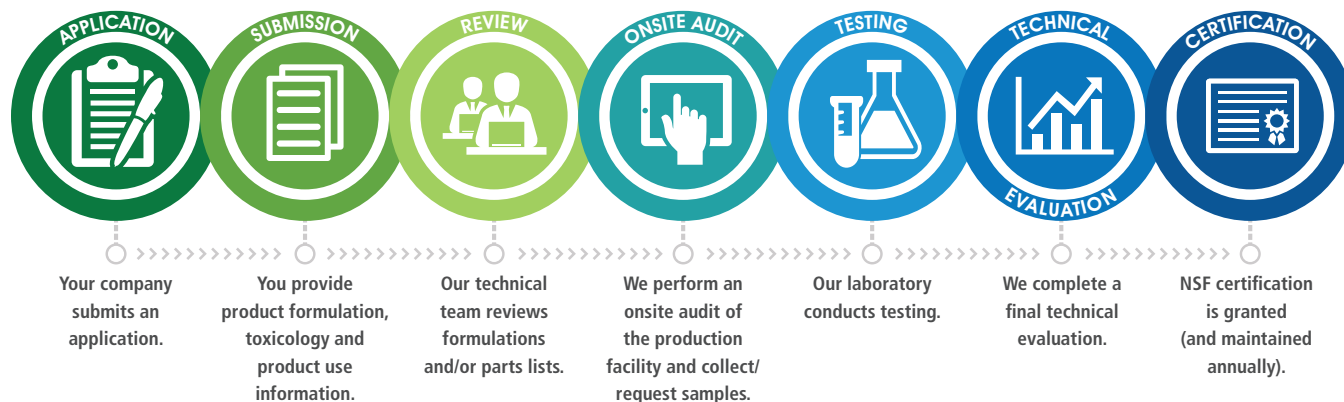 APPLICATION
SUBMISSION
REVIEW
ONSITE AUDIT
TESTING
TECHNICAL
EVALUATION
CERTIFICATION
Your company
submits an
application.
You provide
product formulation,
toxicology and
product use
information.
Our technical
team reviews
formulations
and/or parts lists.
We perform an
onsite audit of
the production
facility and collect/
request samples.
Our laboratory
conducts testing.
We complete a
final technical
evaluation.
NSF certification
is granted
(and maintained
annually).